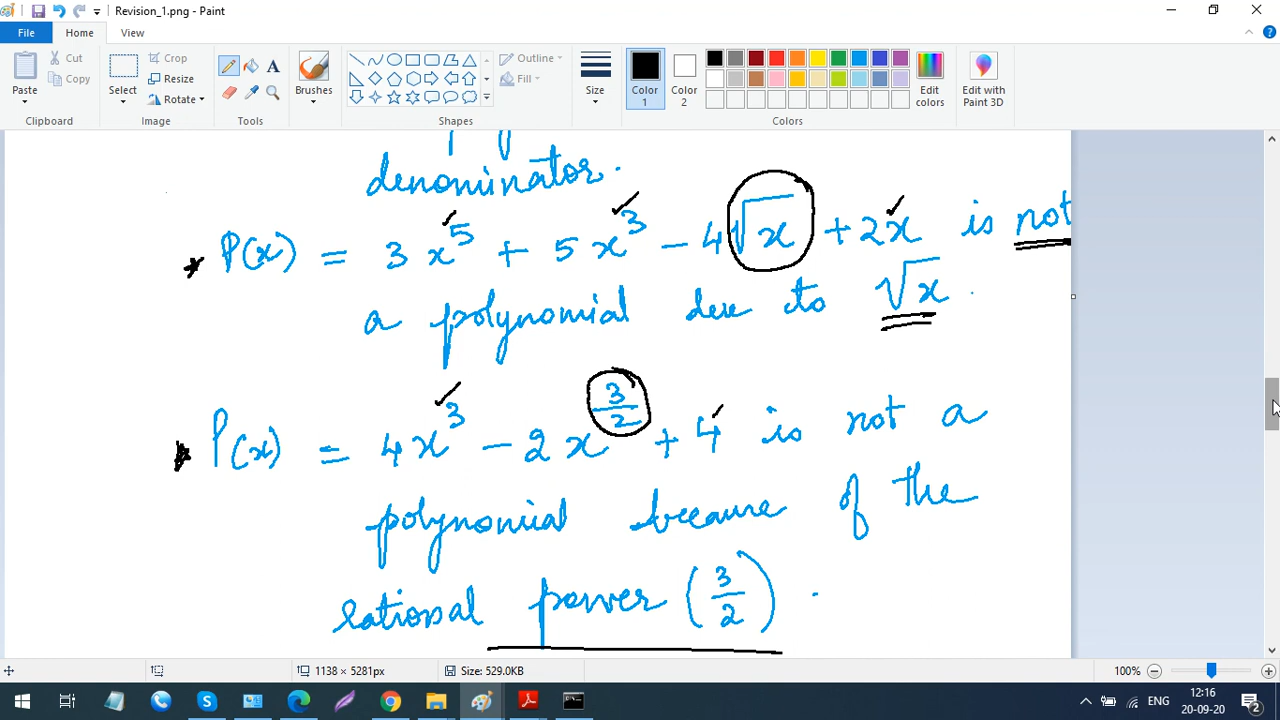 Revision_1.png - Paint
File Home View
Paste Cut Copy Clipboard
Select Crop Resize Rotate Image
Tools
Brushes
Outline Fill Shapes
Size
Color 1 Color 2 Edit colors Edit with Paint 3D Colors
denominator.
* P(x) = 3x^5 + 5x^3 - 4√x + 2x is not
a polynomial due to √x.
* P(x) = 4x^3 - 2x^(3/2) + 4 is not a
polynomial because of the
rational power (3/2).
1138 × 5281px Size: 529.0KB 100%
ENG 12:16 20-09-20 2